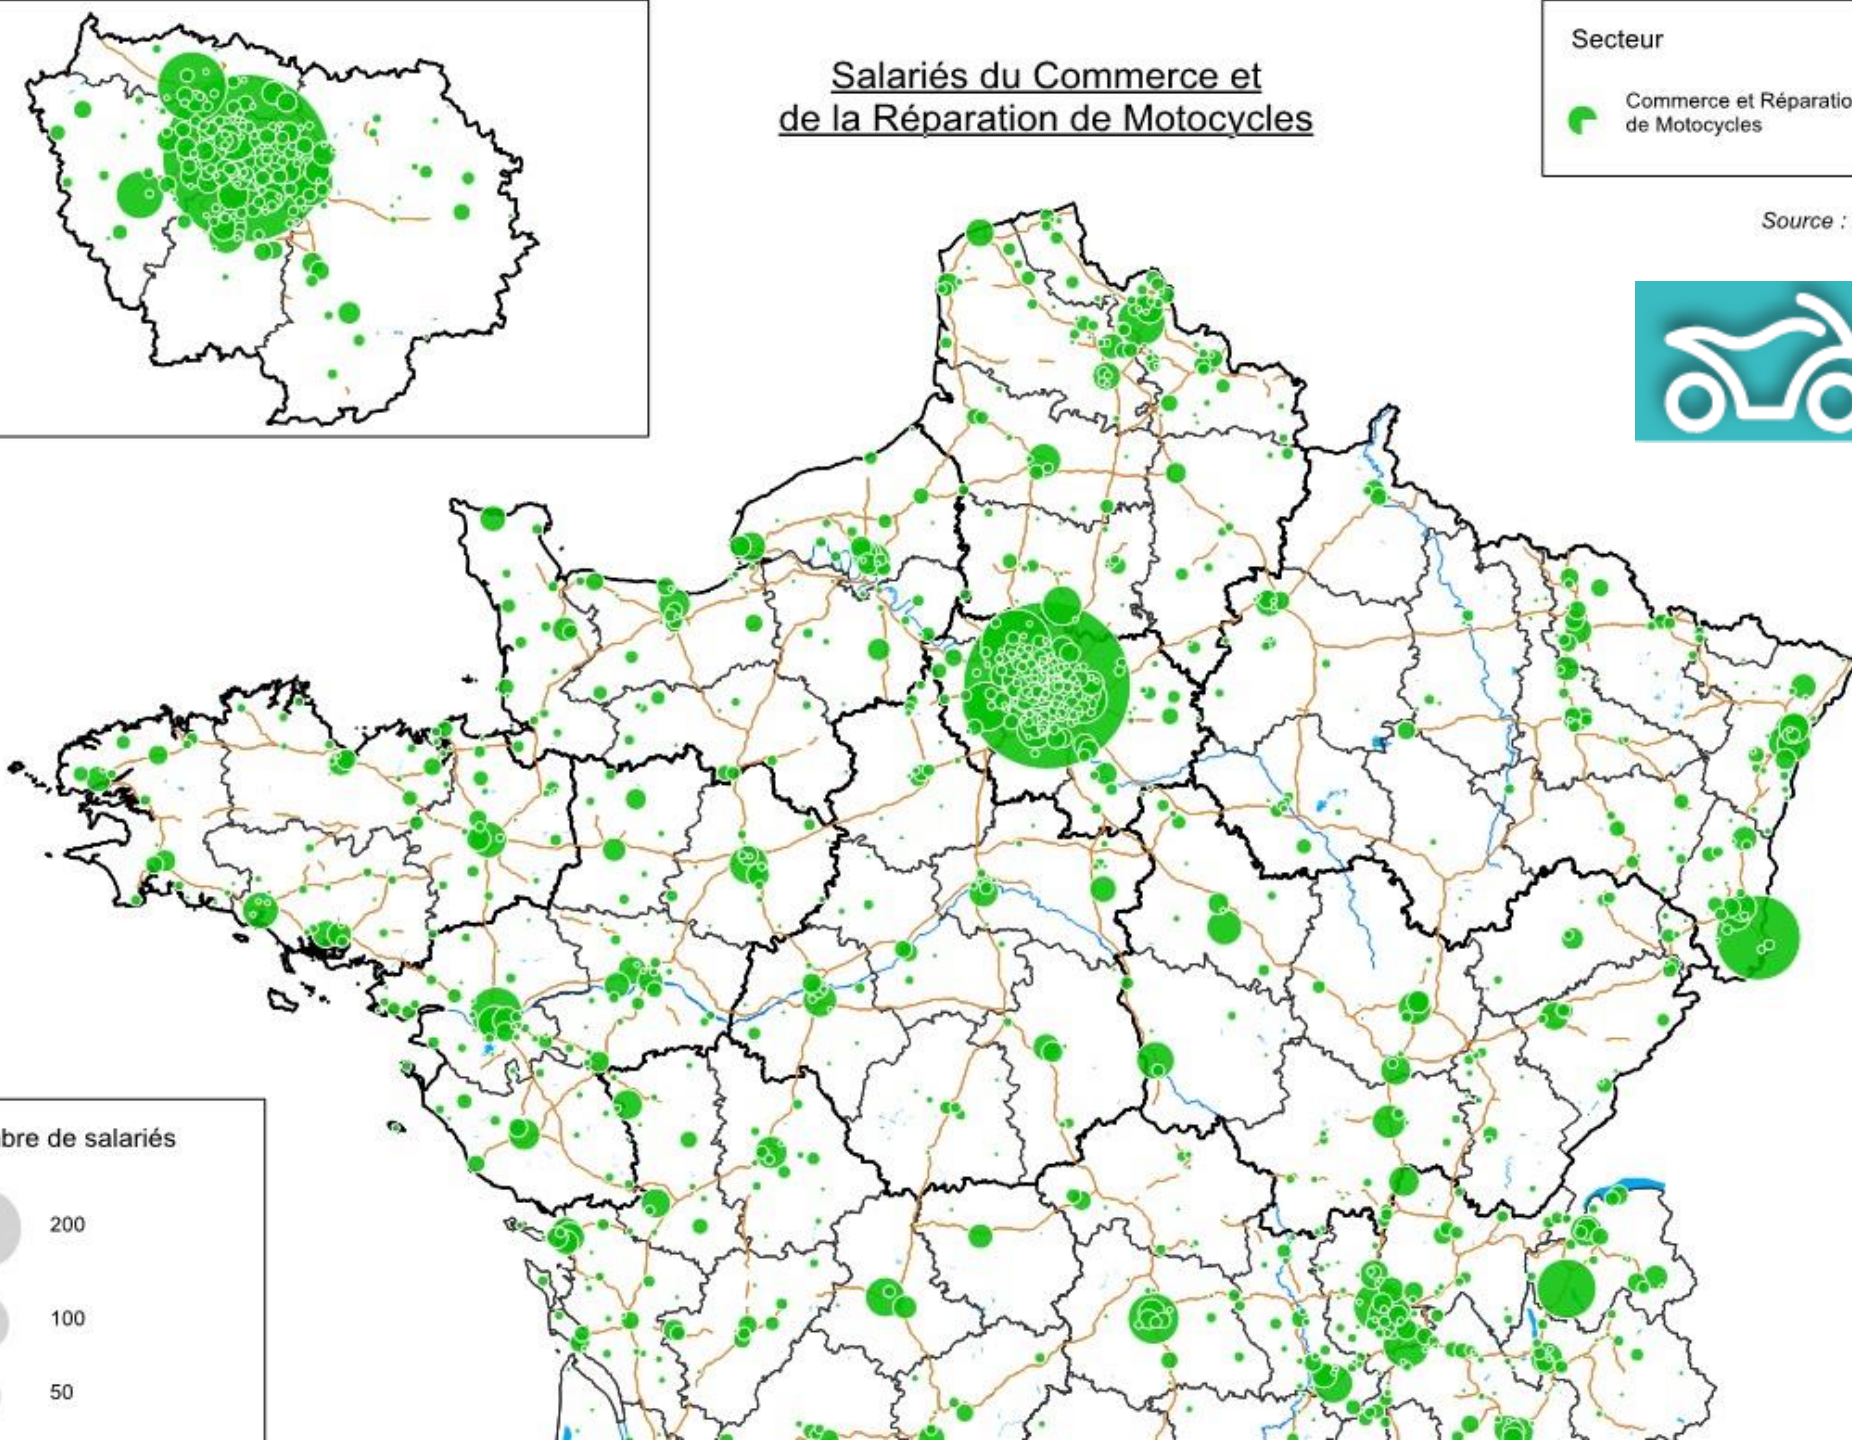 Salariés du Commerce et
de la Réparation de Motocycles
Secteur
Commerce et Réparatio
de Motocycles
Source :
bre de salariés
200
100
50